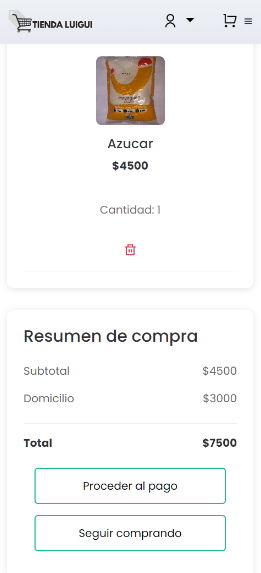 TIENDA LUIGUI
Azucar
$4500
Cantidad: 1
Resumen de compra
Subtotal $4500
Domicilio $3000
Total $7500
Proceder al pago
Seguir comprando